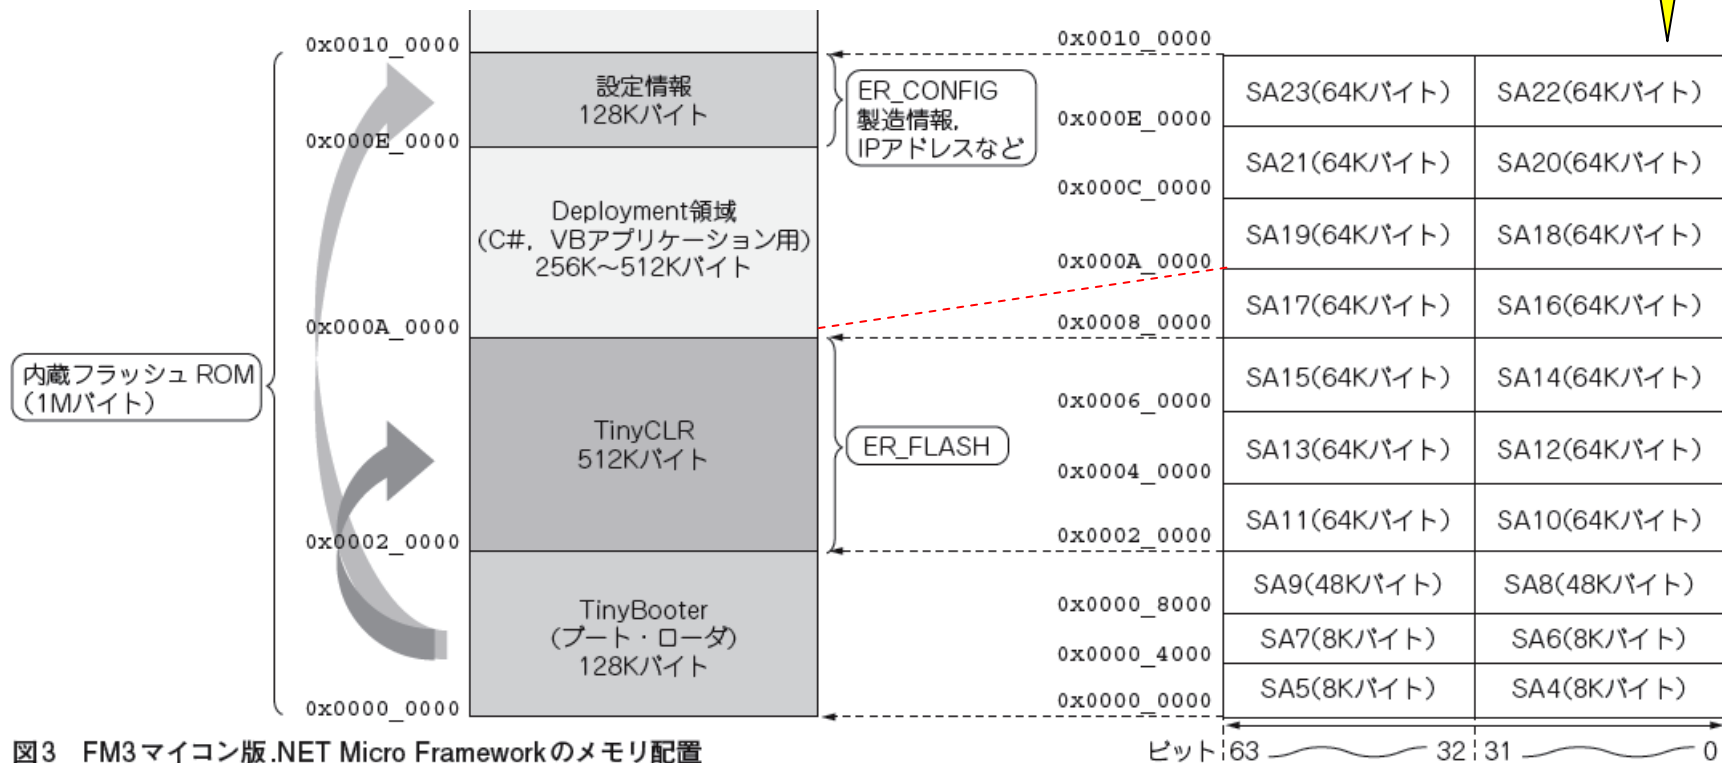 0x0010_0000
設定情報
128Kバイト
0x000E_0000
Deployment領域
(C#，VBアプリケーション用)
256K～512Kバイト
0x000A_0000
内蔵フラッシュ ROM
(1Mバイト)
TinyCLR
512Kバイト
0x0002_0000
TinyBooter
(ブート・ローダ)
128Kバイト
0x0000_0000
ER_CONFIG
製造情報，
IPアドレスなど
ER_FLASH
0x0010_0000
SA23(64Kバイト) SA22(64Kバイト)
0x000E_0000
SA21(64Kバイト) SA20(64Kバイト)
0x000C_0000
SA19(64Kバイト) SA18(64Kバイト)
0x000A_0000
SA17(64Kバイト) SA16(64Kバイト)
0x0008_0000
SA15(64Kバイト) SA14(64Kバイト)
0x0006_0000
SA13(64Kバイト) SA12(64Kバイト)
0x0004_0000
SA11(64Kバイト) SA10(64Kバイト)
0x0002_0000
SA9(48Kバイト) SA8(48Kバイト)
0x0000_8000
SA7(8Kバイト) SA6(8Kバイト)
0x0000_4000
SA5(8Kバイト) SA4(8Kバイト)
0x0000_0000
ビット 63 32 31 0
図3 FM3マイコン版.NET Micro Frameworkのメモリ配置